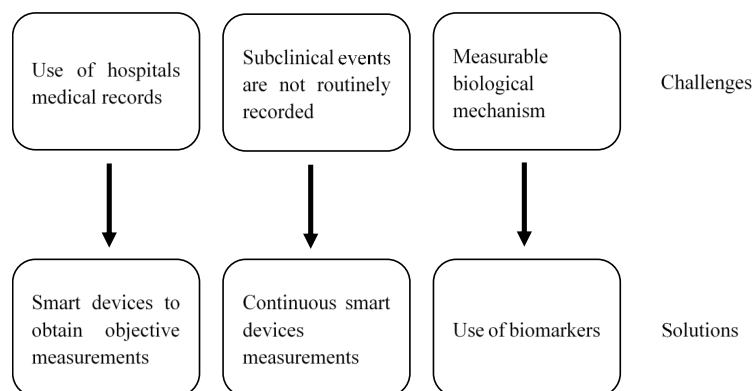 Use of hospitals
medical records
Subclinical events
are not routinely
recorded
Measurable
biological
mechanism
Challenges
Smart devices to
obtain objective
measurements
Continuous smart
devices
measurements
Use of biomarkers
Solutions